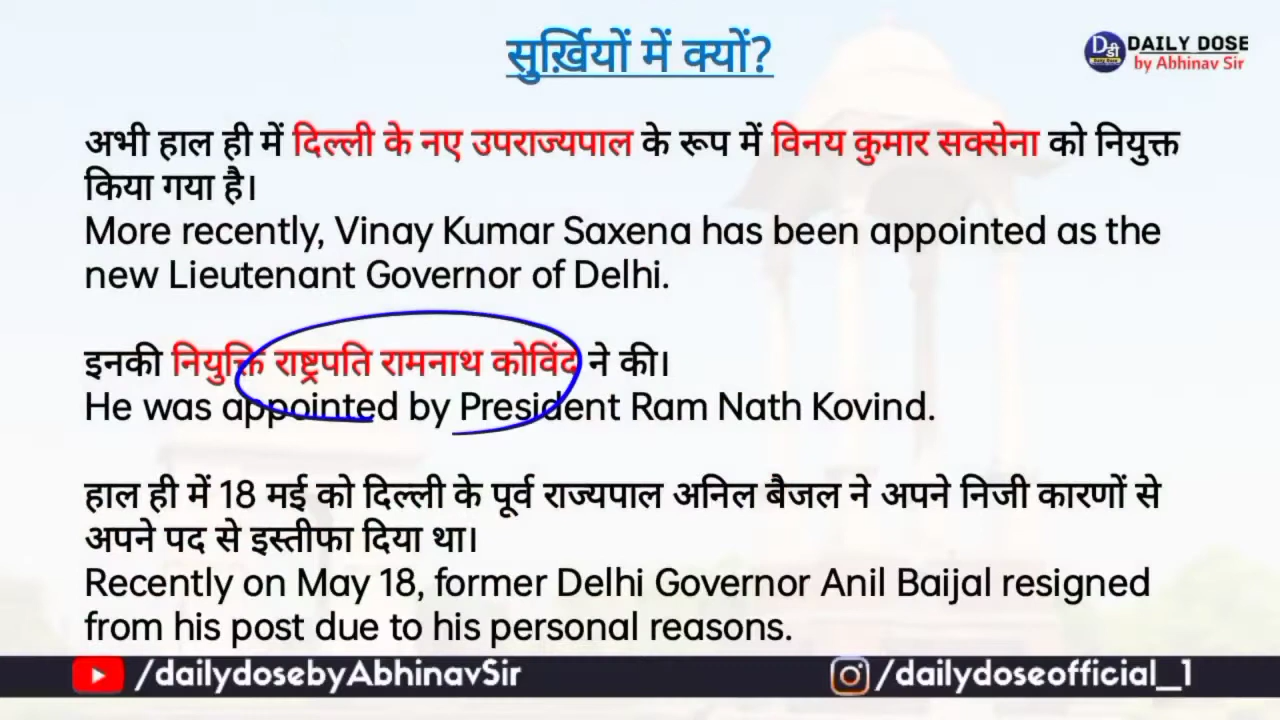 सुर्ख़ियों में क्यों?
Dडी
Daily Dose
DAILY DOSE
by Abhinav Sir
अभी हाल ही में दिल्ली के नए उपराज्यपाल के रूप में विनय कुमार सक्सेना को नियुक्त
किया गया है।
More recently, Vinay Kumar Saxena has been appointed as the
new Lieutenant Governor of Delhi.
इनकी नियुक्ति राष्ट्रपति रामनाथ कोविंद ने की।
He was appointed by President Ram Nath Kovind.
हाल ही में 18 मई को दिल्ली के पूर्व राज्यपाल अनिल बैजल ने अपने निजी कारणों से
अपने पद से इस्तीफा दिया था।
Recently on May 18, former Delhi Governor Anil Baijal resigned
from his post due to his personal reasons.
/dailydosebyAbhinavSir
/dailydoseofficial_1